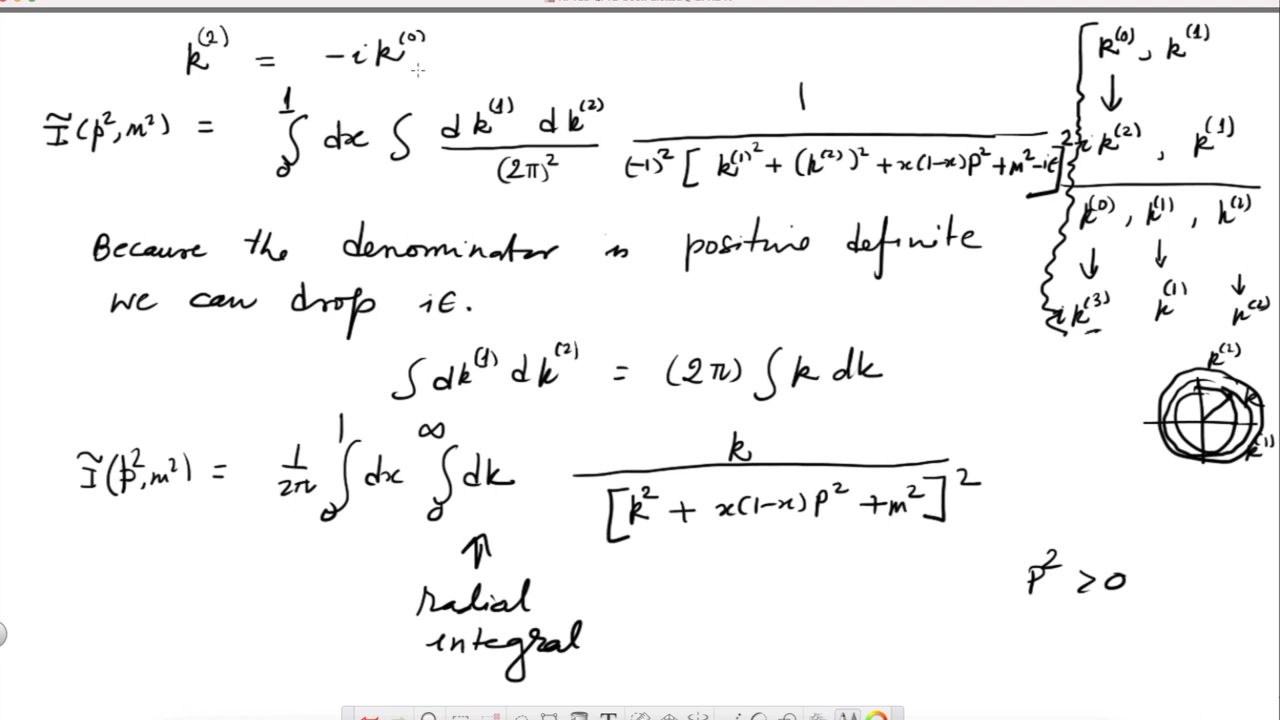 k^(2) = -i k^(0)
Ĩ(p², m²) = ∫₀¹ dx ∫ dk^(1) dk^(2) / (2π)² 1 / (-1)² [ k^(1)² + (k^(2))² + x(1-x)p² + m² - iϵ ]²
Because the denominator is positive definite
we can drop iϵ.
∫ dk^(1) dk^(2) = (2π) ∫ k dk
Ĩ(p², m²) = 1/2π ∫₀¹ dx ∫₀^∞ dk k / [ k² + x(1-x)p² + m² ]²
↑
radial
integral
p² ≥ 0
k^(0), k^(1)
↓
i k^(2), k^(1)
k^(0), k^(1), k^(2)
↓ ↓ ↓
i k^(3) k^(1) k^(2)
k^(2)
k
k^(1)